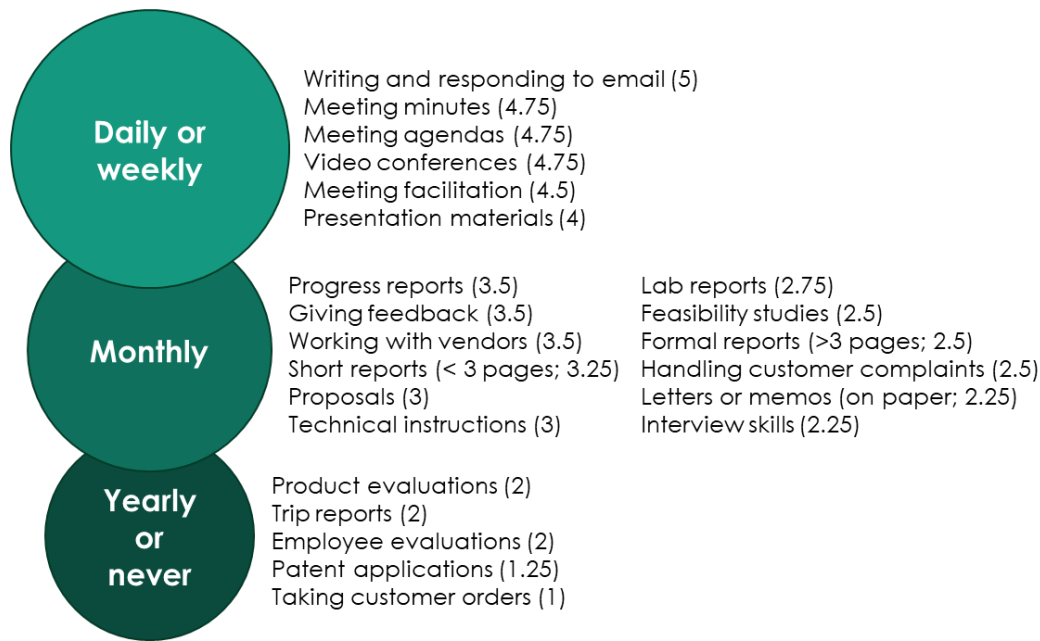 Daily or
weekly
Writing and responding to email (5)
Meeting minutes (4.75)
Meeting agendas (4.75)
Video conferences (4.75)
Meeting facilitation (4.5)
Presentation materials (4)
Monthly
Progress reports (3.5)
Giving feedback (3.5)
Working with vendors (3.5)
Short reports (< 3 pages; 3.25)
Proposals (3)
Technical instructions (3)
Lab reports (2.75)
Feasibility studies (2.5)
Formal reports (>3 pages; 2.5)
Handling customer complaints (2.5)
Letters or memos (on paper; 2.25)
Interview skills (2.25)
Yearly
or
never
Product evaluations (2)
Trip reports (2)
Employee evaluations (2)
Patent applications (1.25)
Taking customer orders (1)